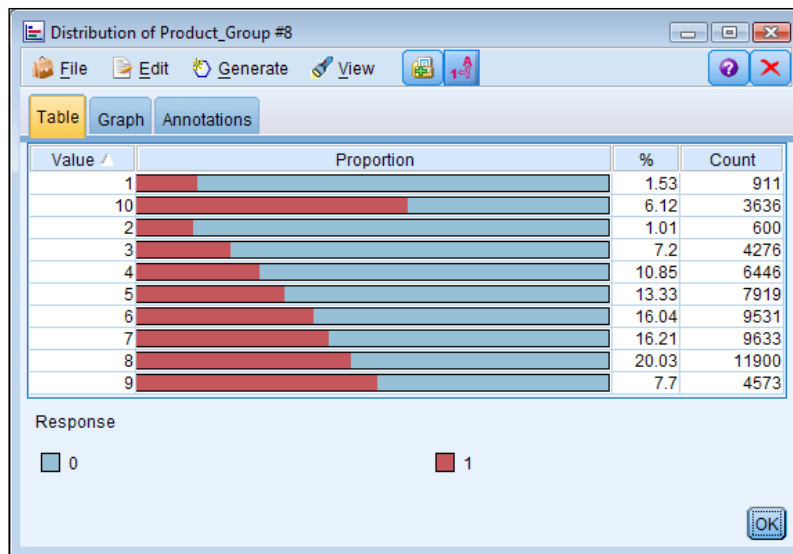 Distribution of Product_Group #8
File Edit Generate View
Table Graph Annotations
Value Proportion % Count
1 1.53 911
10 6.12 3636
2 1.01 600
3 7.2 4276
4 10.85 6446
5 13.33 7919
6 16.04 9531
7 16.21 9633
8 20.03 11900
9 7.7 4573
Response
0 1
OK